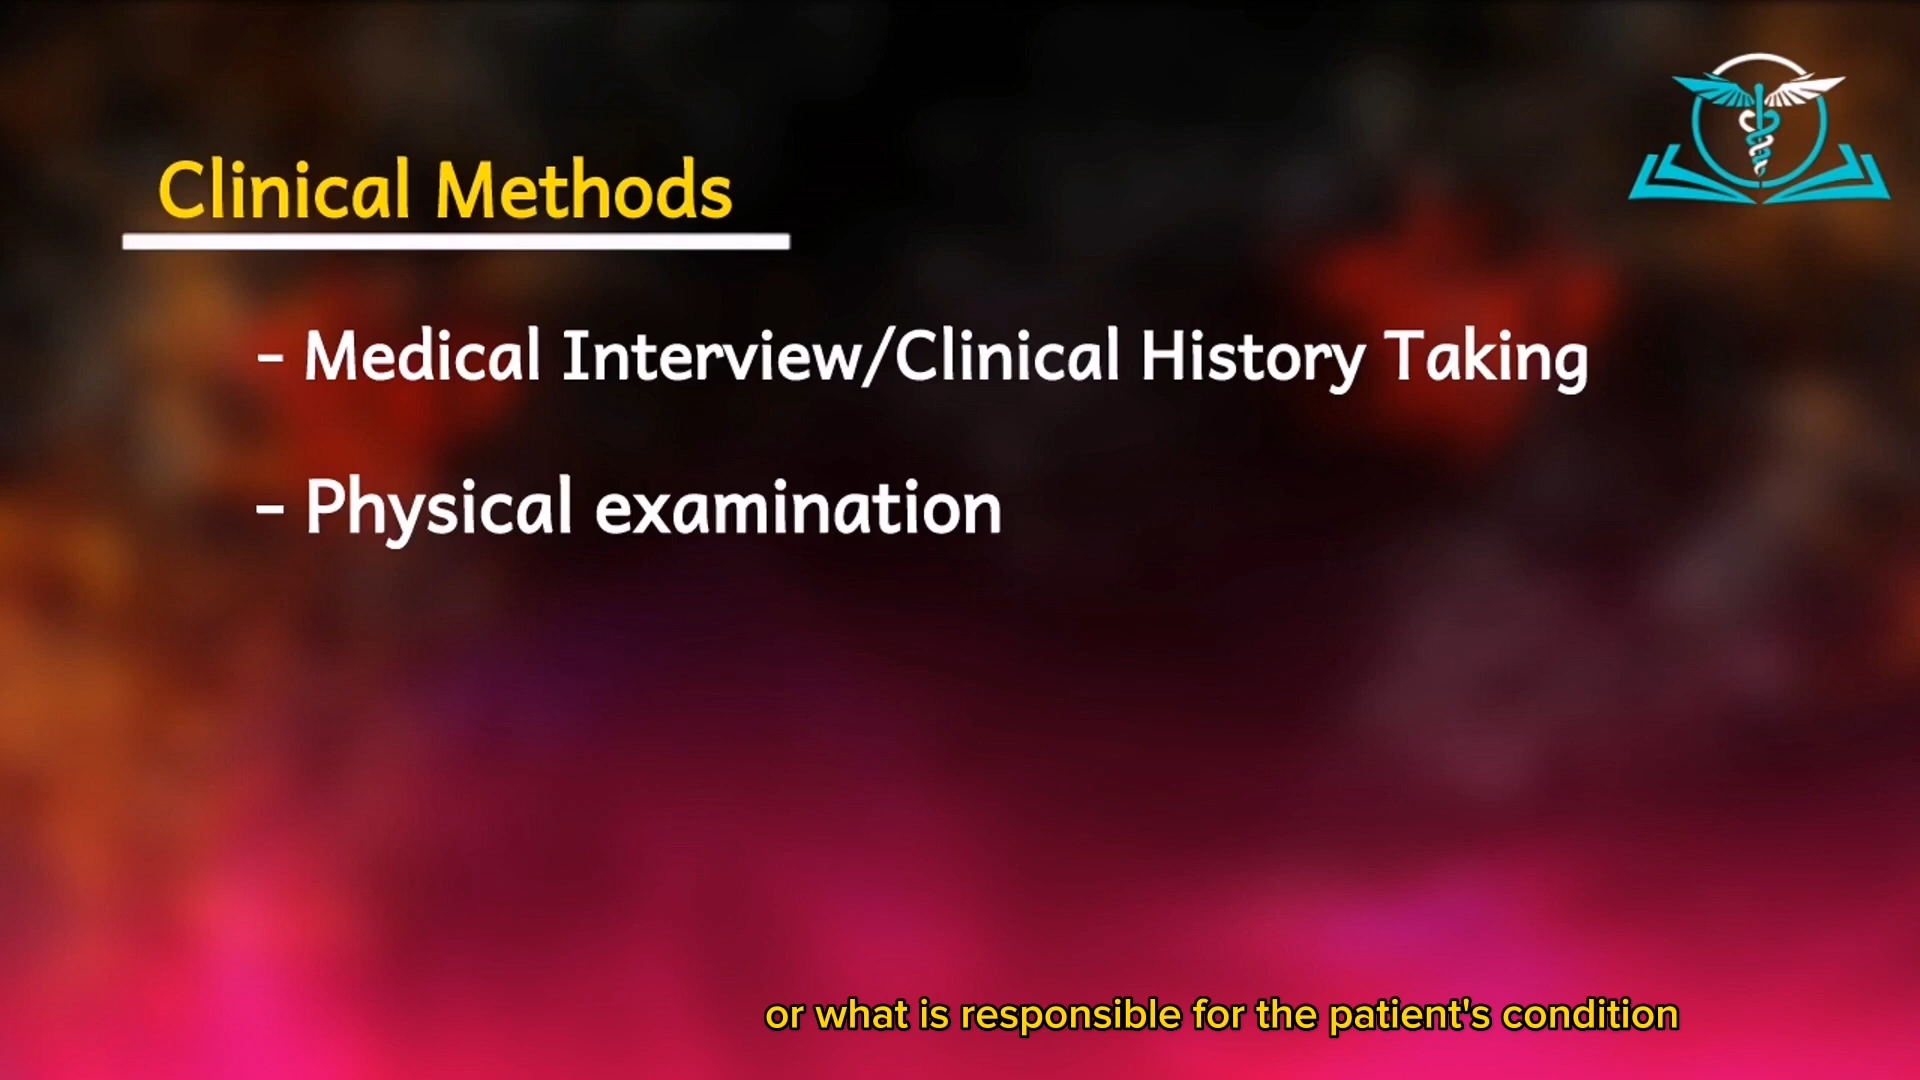 Clinical Methods
- Medical Interview/Clinical History Taking
- Physical examination
or what is responsible for the patient's condition